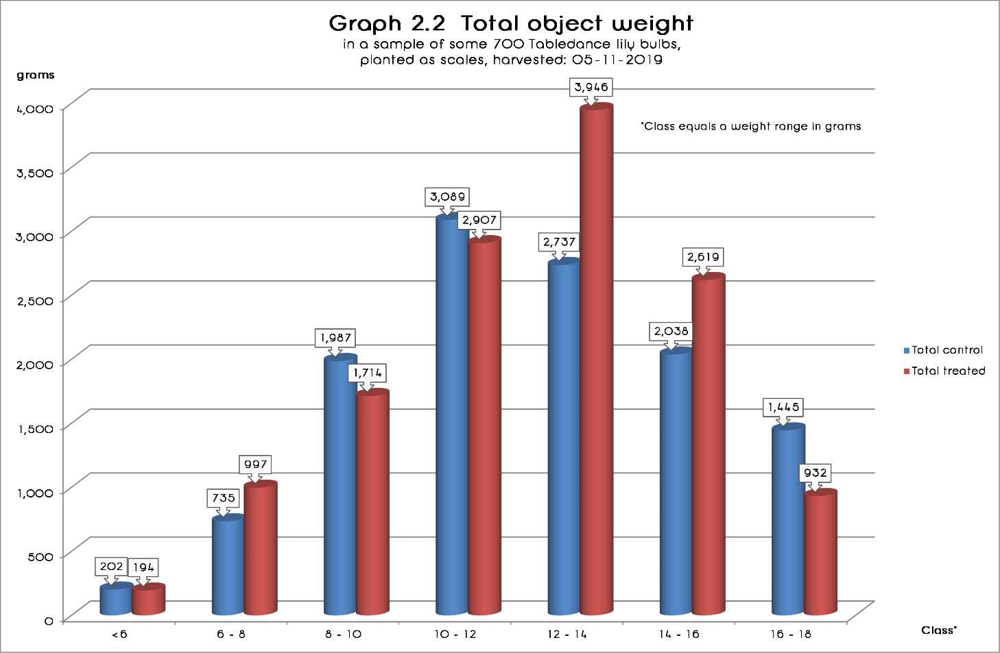 Graph 2.2  Total object weight
in a sample of some 700 Tabledance lily bulbs,
planted as scales, harvested: 05-11-2019
grams
4,000
3,500
3,000
2,500
2,000
1,500
1,000
500
0
*Class equals a weight range in grams
202
194
735
997
1,987
1,714
3,089
2,907
2,737
3,946
2,038
2,619
1,445
932
Total control
Total treated
<6
6 - 8
8 - 10
10 - 12
12 - 14
14 - 16
16 - 18
Class*